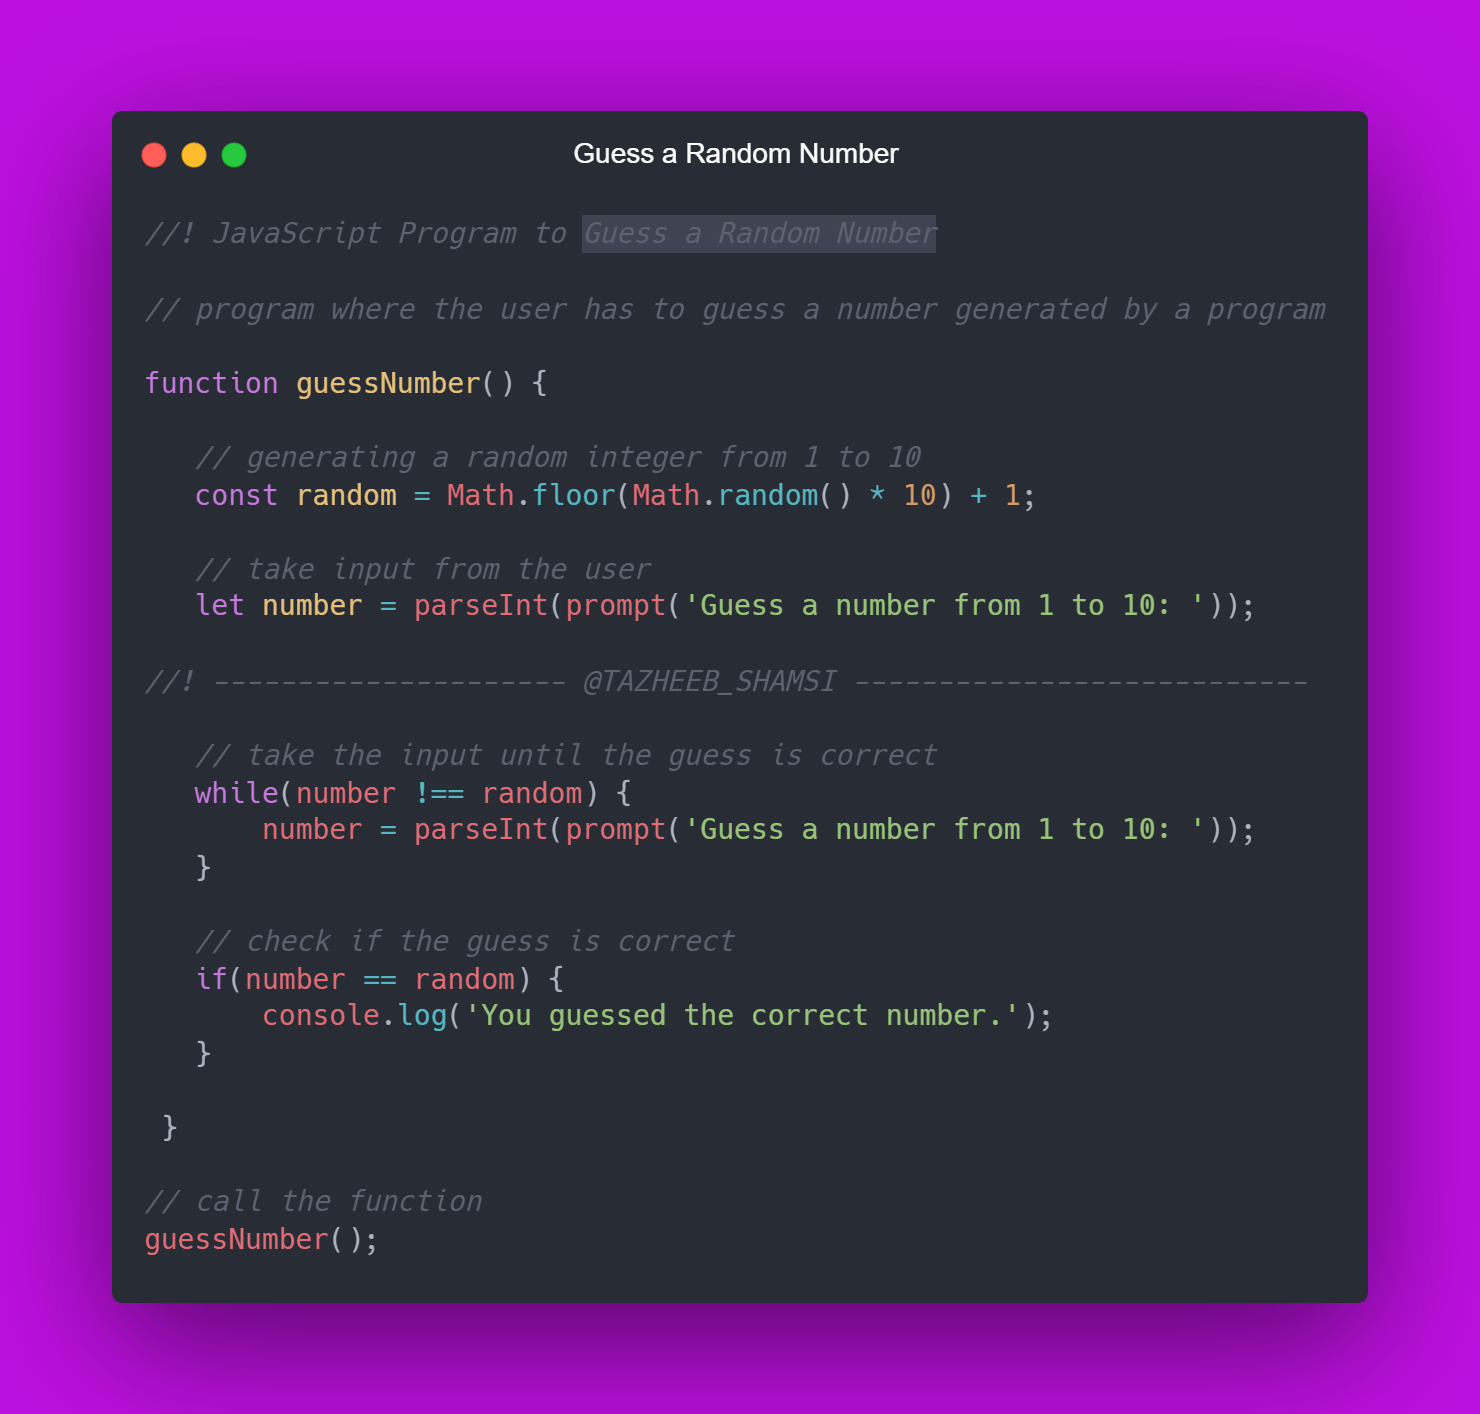 Guess a Random Number
//! JavaScript Program to Guess a Random Number
// program where the user has to guess a number generated by a program
function guessNumber() {
// generating a random integer from 1 to 10
const random = Math.floor(Math.random() * 10) + 1;
// take input from the user
let number = parseInt(prompt('Guess a number from 1 to 10: '));
//! --------------------- @TAZHEEB_SHAMSI ---------------------------
// take the input until the guess is correct
while(number !== random) {
number = parseInt(prompt('Guess a number from 1 to 10: '));
}
// check if the guess is correct
if(number == random) {
console.log('You guessed the correct number.');
}
}
// call the function
guessNumber();